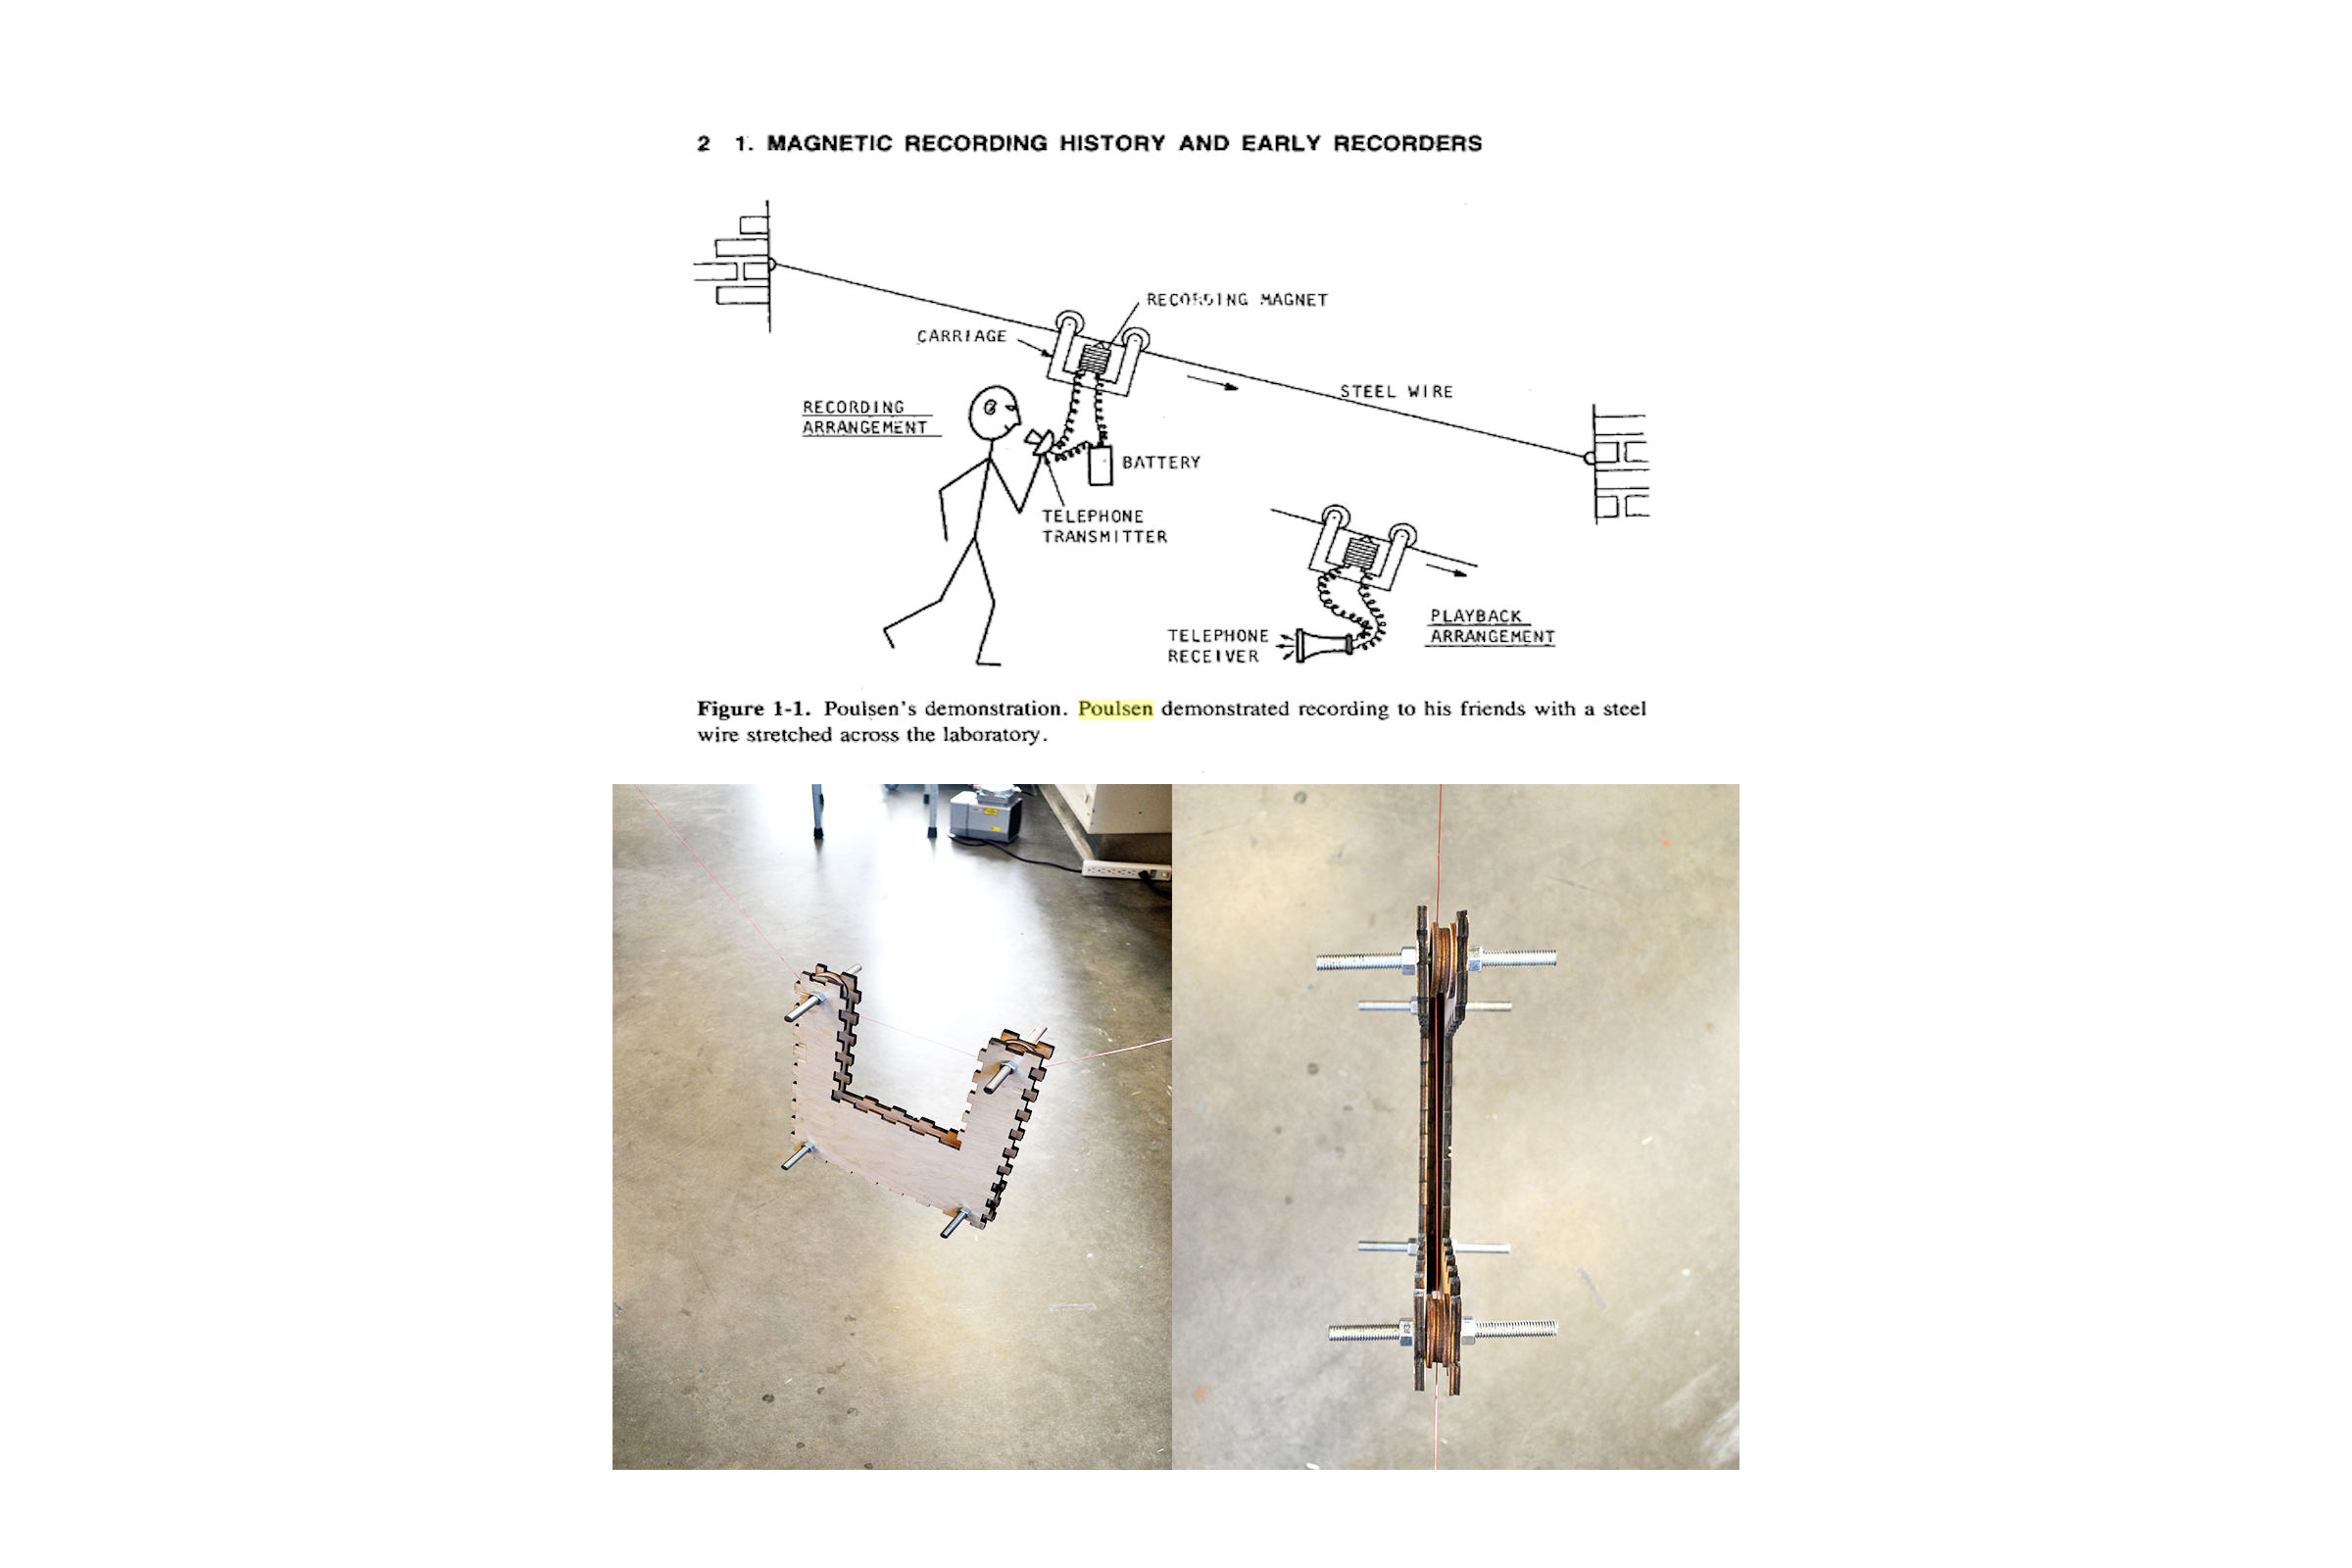 2 1. MAGNETIC RECORDING HISTORY AND EARLY RECORDERS
RECORDING MAGNET
CARRIAGE
STEEL WIRE
RECORDING
ARRANGEMENT
BATTERY
TELEPHONE
TRANSMITTER
PLAYBACK
ARRANGEMENT
TELEPHONE
RECEIVER
Figure 1-1. Poulsen's demonstration. Poulsen demonstrated recording to his friends with a steel
wire stretched across the laboratory.